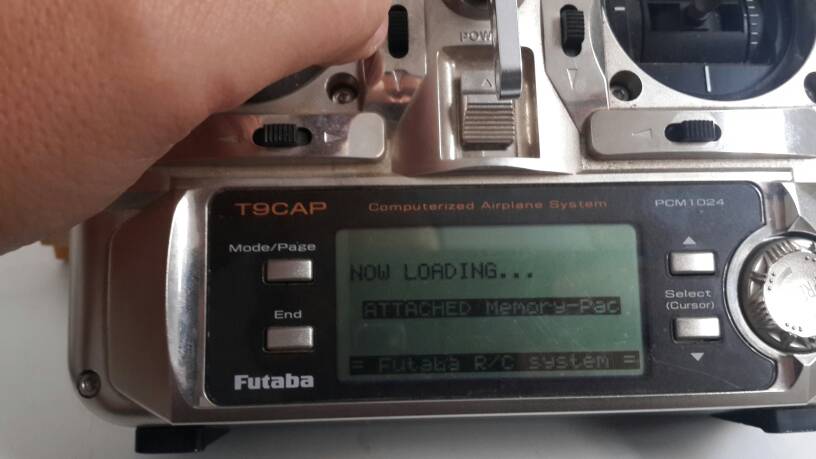 POW
T9CAP Computerized Airplane System PCM1024
Mode/Page
NOW LOADING...
ATTACHED Memory-Pac
Select
(Cursor)
End
= Futaba R/C system =
Futaba